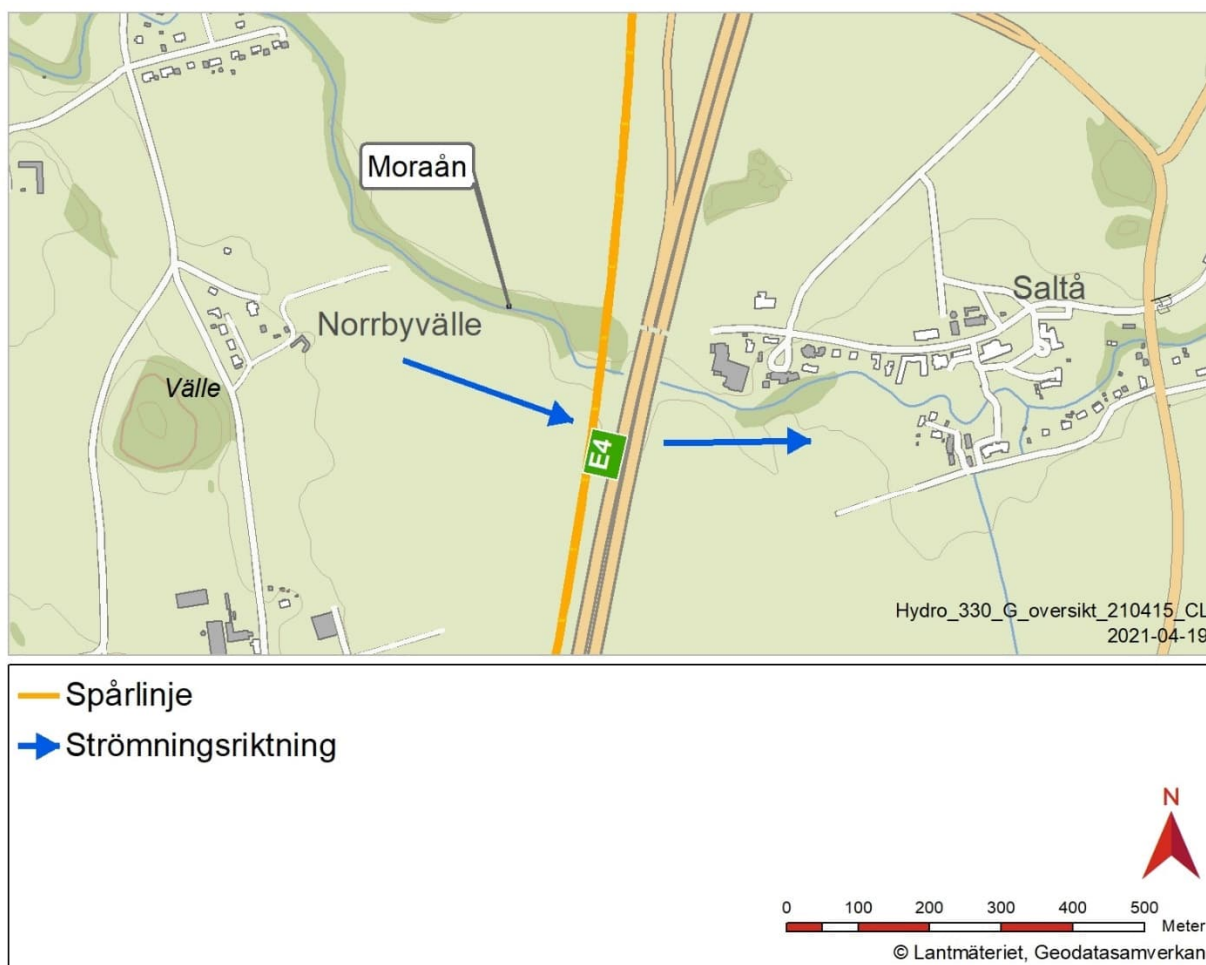 Moraån
Norrbyvälle
Saltå
Välle
E4
Hydro_330_G_oversikt_210415_CL
2021-04-19
Spårlinje
Strömningsriktning
N
0 100 200 300 400 500
Meter
© Lantmäteriet, Geodatasamverkan